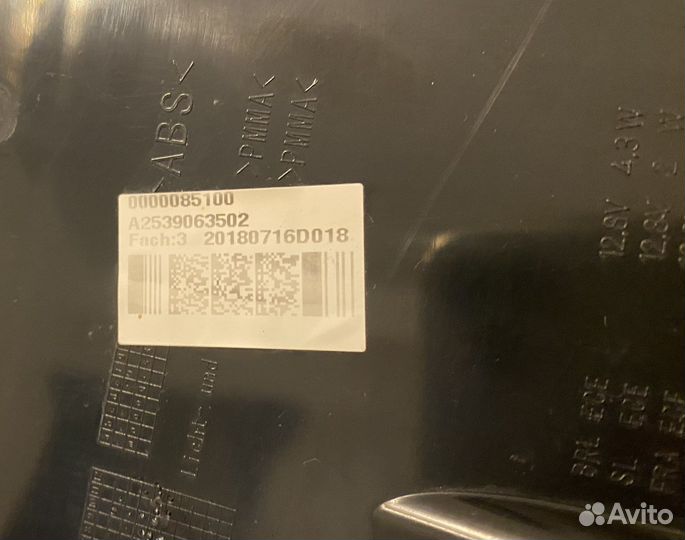 >ABS<
>PMMA<
>PMMA<
0000085100
A2539063502
Fach:3 20180716D018
12.8V 4,3 W
12.8V 2 W
BRL ECE
SL ECE
FRA ECE
Avito